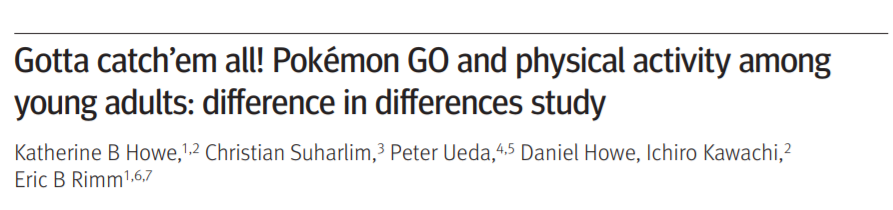 Gotta catch’em all! Pokémon GO and physical activity among
young adults: difference in differences study
Katherine B Howe,1,2 Christian Suharlim,3 Peter Ueda,4,5 Daniel Howe, Ichiro Kawachi,2
Eric B Rimm1,6,7